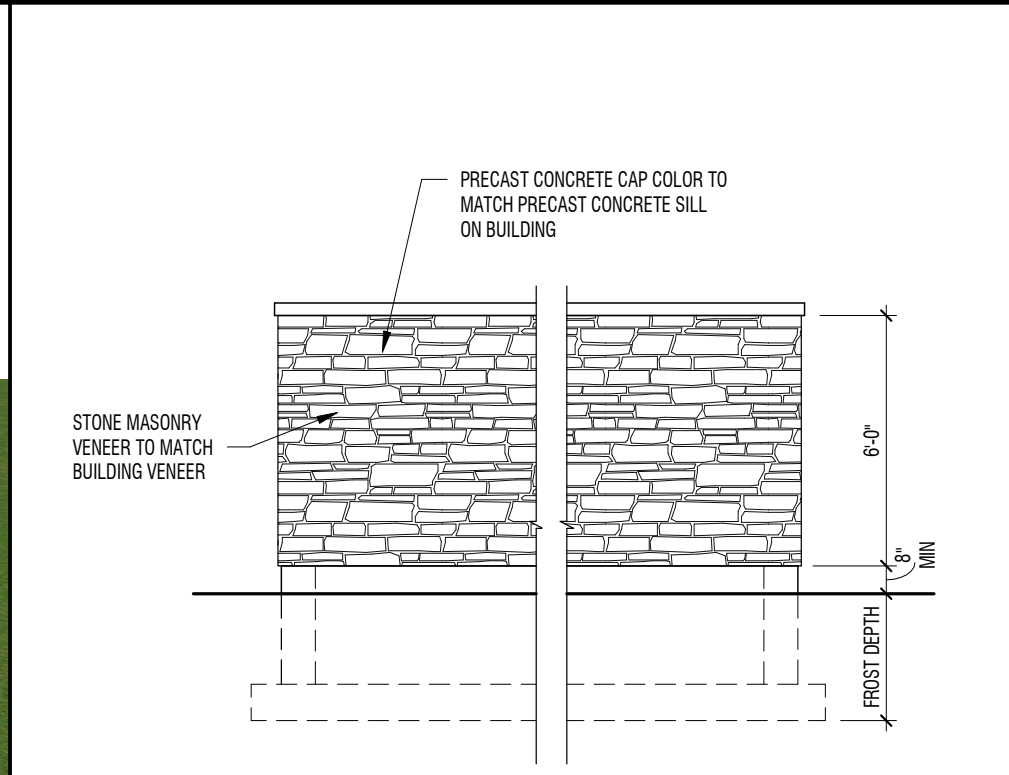 PRECAST CONCRETE CAP COLOR TO
MATCH PRECAST CONCRETE SILL
ON BUILDING
STONE MASONRY
VENEER TO MATCH
BUILDING VENEER
6'-0"
8"
MIN
FROST DEPTH